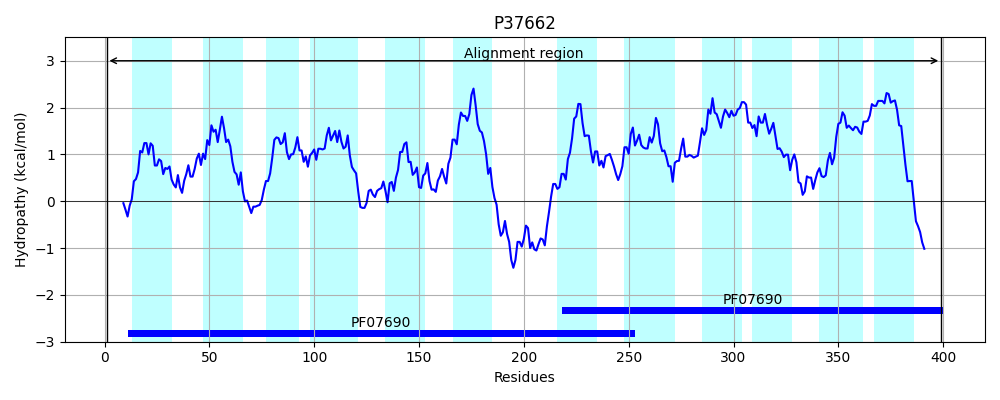 P37662
Hydropathy (kcal/mol)
3
2
1
0
−1
−2
−3
Alignment region
PF07690
PF07690
0 50 100 150 200 250 300 350 400
Residues